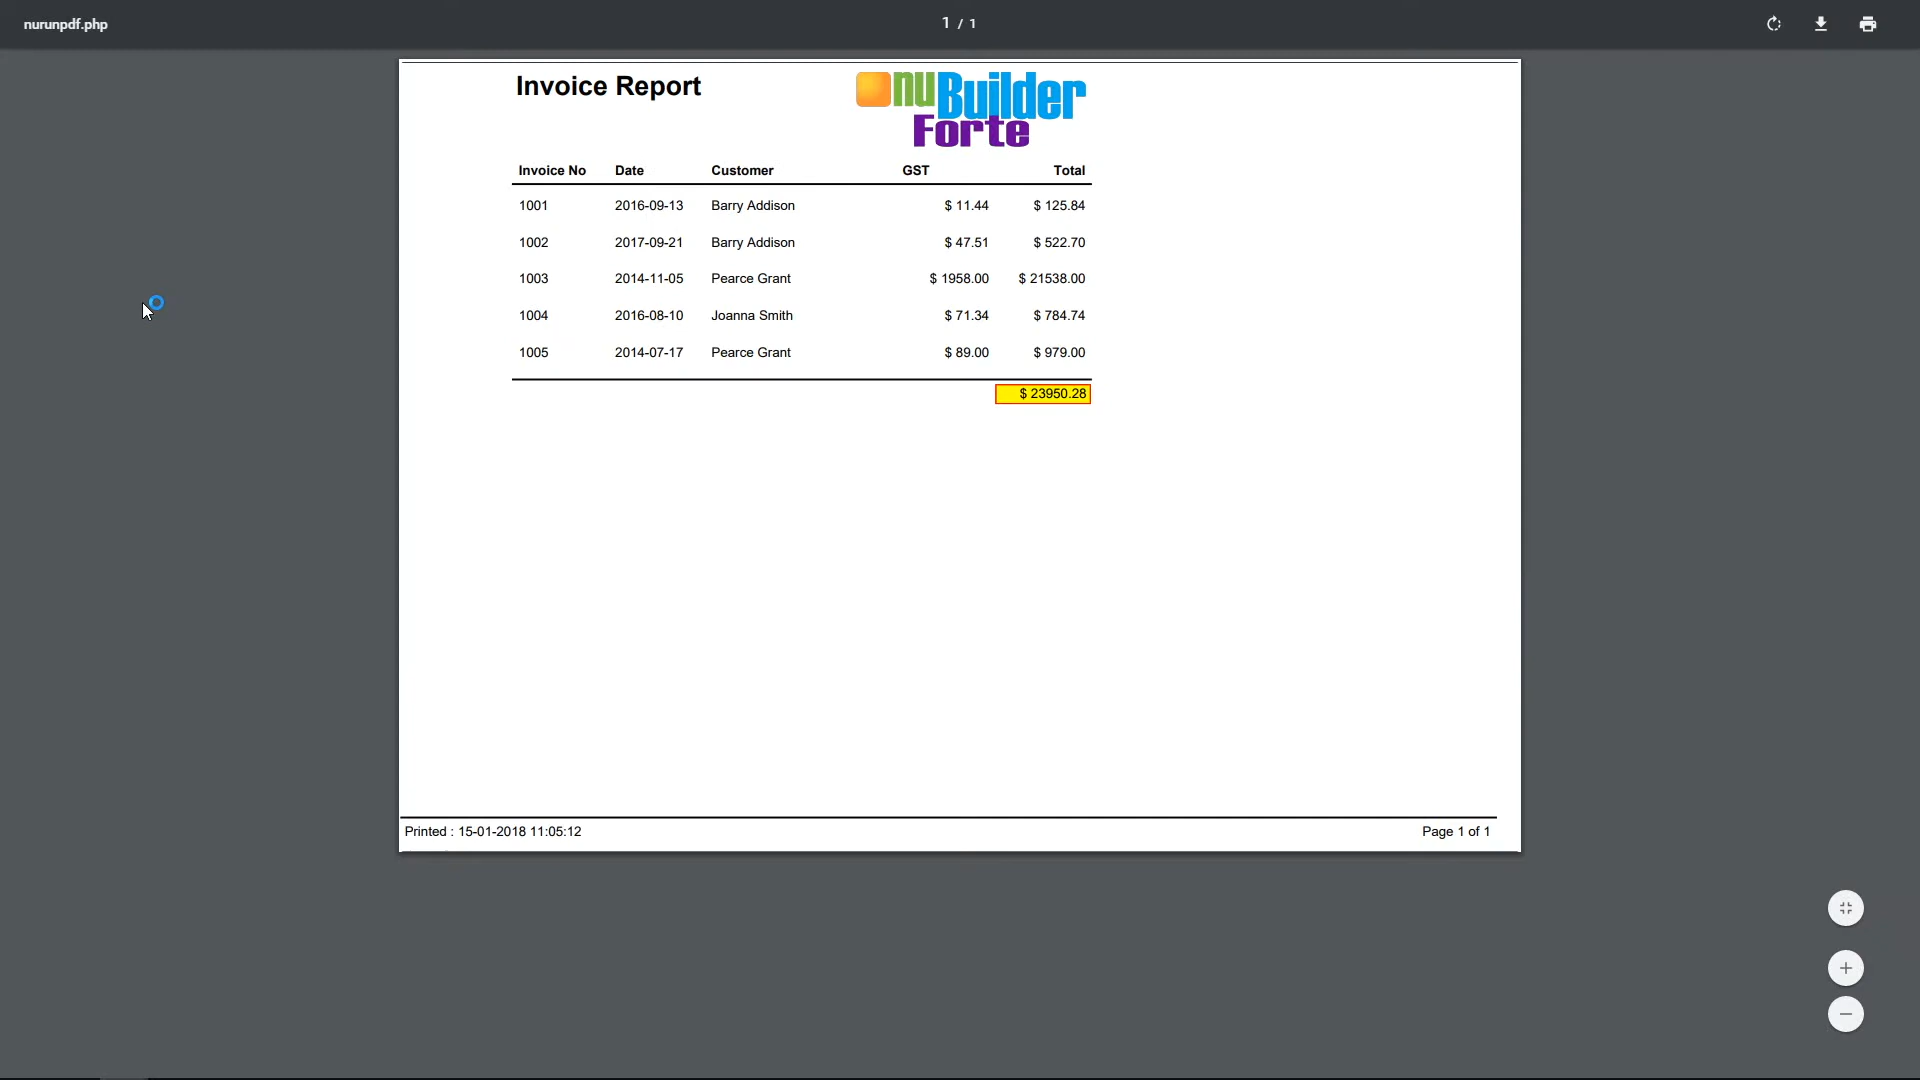 nurunpdf.php
1 / 1
Invoice Report
nuBuilder
Forte
Invoice No Date Customer GST Total
1001 2016-09-13 Barry Addison $ 11.44 $ 125.84
1002 2017-09-21 Barry Addison $ 47.51 $ 522.70
1003 2014-11-05 Pearce Grant $ 1958.00 $ 21538.00
1004 2016-08-10 Joanna Smith $ 71.34 $ 784.74
1005 2014-07-17 Pearce Grant $ 89.00 $ 979.00
$ 23950.28
Printed : 15-01-2018 11:05:12 Page 1 of 1